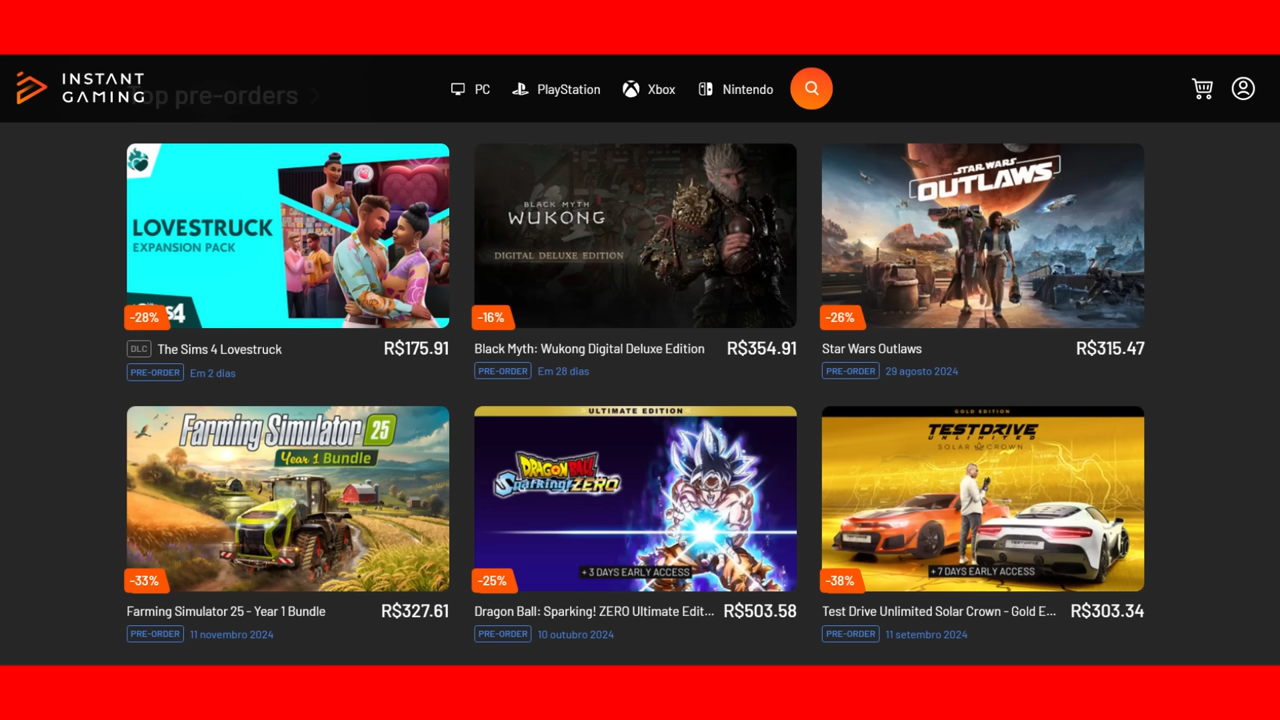 INSTANT
GAMING
Top pre-orders
PC
PlayStation
Xbox
Nintendo
LOVESTRUCK
EXPANSION PACK
-28%
DLC
The Sims 4 Lovestruck
R$175.91
PRE-ORDER
Em 2 dias
BLACK MYTH
WUKONG
DIGITAL DELUXE EDITION
-16%
Black Myth: Wukong Digital Deluxe Edition
R$354.91
PRE-ORDER
Em 28 dias
STAR WARS
OUTLAWS
-26%
Star Wars Outlaws
R$315.47
PRE-ORDER
29 agosto 2024
Farming Simulator 25
Year 1 Bundle
-33%
Farming Simulator 25 - Year 1 Bundle
R$327.61
PRE-ORDER
11 novembro 2024
ULTIMATE EDITION
DRAGON BALL
Sparking! ZERO
+ 3 DAYS EARLY ACCESS
-25%
Dragon Ball: Sparking! ZERO Ultimate Edit...
R$503.58
PRE-ORDER
10 outubro 2024
GOLD EDITION
TEST DRIVE
UNLIMITED
SOLAR CROWN
+ 7 DAYS EARLY ACCESS
-38%
Test Drive Unlimited Solar Crown - Gold E...
R$303.34
PRE-ORDER
11 setembro 2024